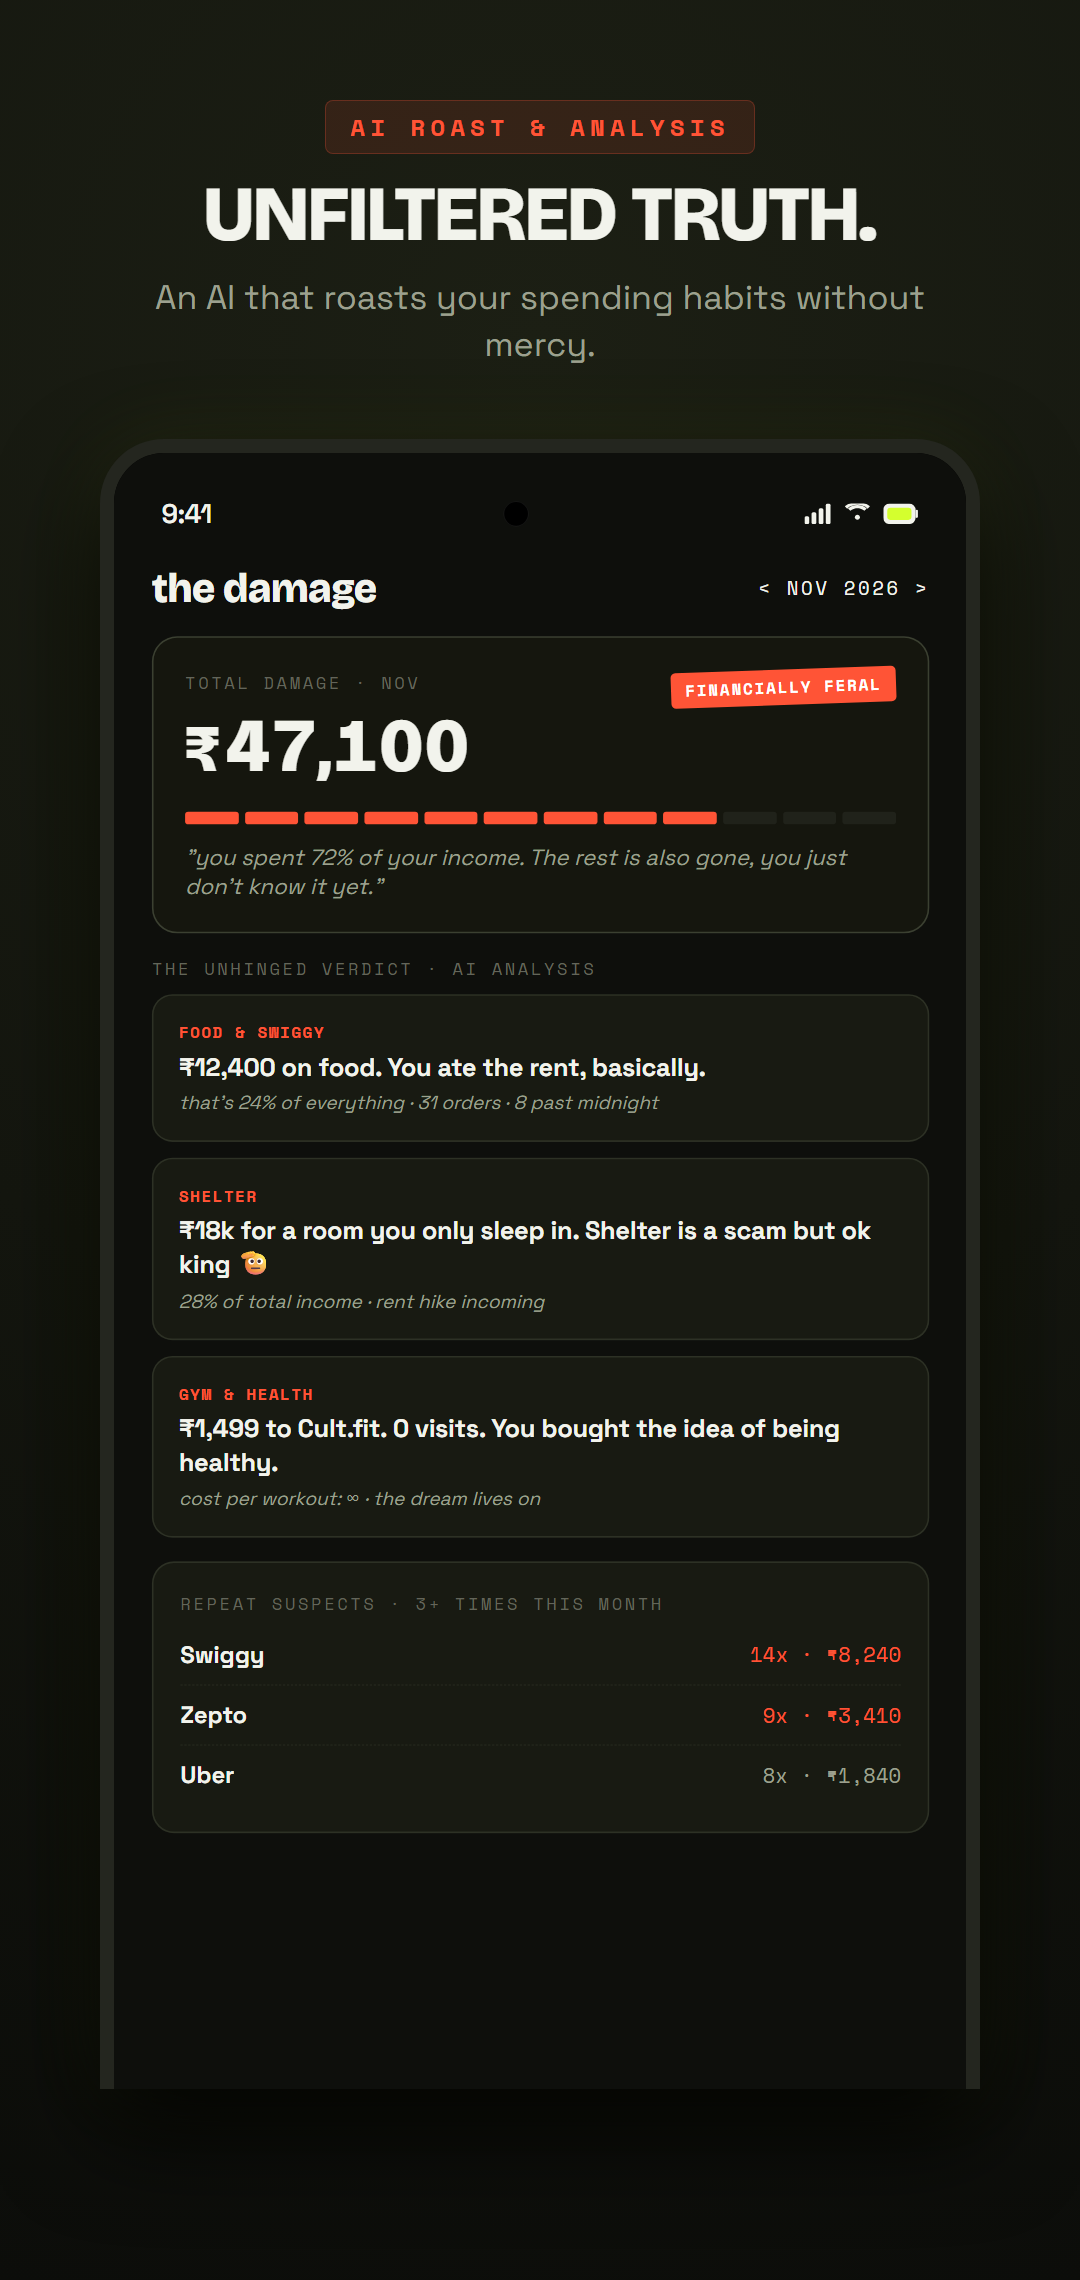 AI ROAST & ANALYSIS
UNFILTERED TRUTH.
An AI that roasts your spending habits without
mercy.
9:41
the damage
< NOV 2026 >
TOTAL DAMAGE · NOV
FINANCIALLY FERAL
₹47,100
"you spent 72% of your income. The rest is also gone, you just
don't know it yet."
THE UNHINGED VERDICT · AI ANALYSIS
FOOD & SWIGGY
₹12,400 on food. You ate the rent, basically.
that's 24% of everything · 31 orders · 8 past midnight
SHELTER
₹18k for a room you only sleep in. Shelter is a scam but ok
king 🫡
28% of total income · rent hike incoming
GYM & HEALTH
₹1,499 to Cult.fit. 0 visits. You bought the idea of being
healthy.
cost per workout: ∞ · the dream lives on
REPEAT SUSPECTS · 3+ TIMES THIS MONTH
Swiggy 14x · ₹8,240
Zepto 9x · ₹3,410
Uber 8x · ₹1,840